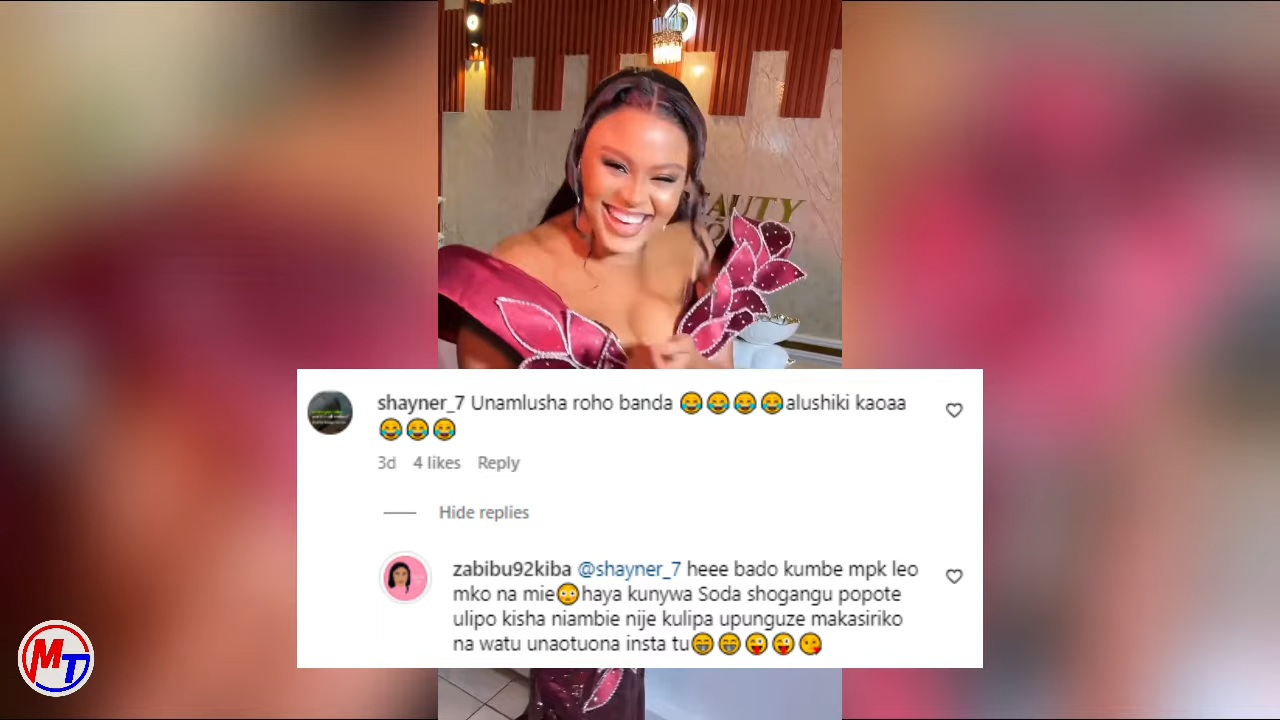 shayner_7 Unamlusha roho banda 😂😂😂😂alushiki kaoaa
😂😂😂
3d 4 likes Reply
Hide replies
zabibu92kiba @shayner_7 heee bado kumbe mpk leo
mko na mie😳haya kunywa Soda shogangu popote
ulipo kisha niambie nije kulipa upunguze makasiriko
na watu unaotuona insta tu😁😁😜😜😘
MT